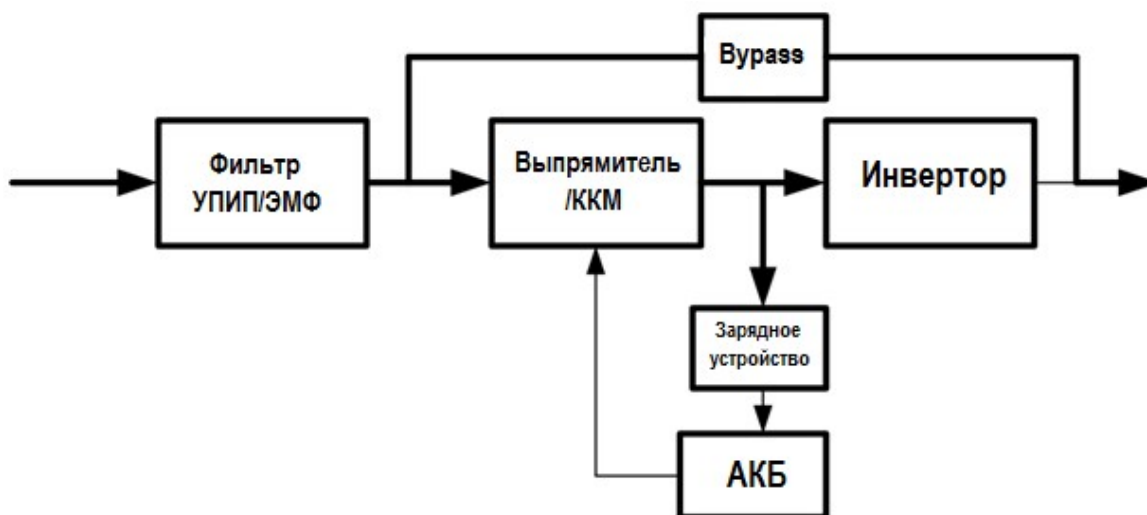 Bypass
Фильтр
УПИП/ЭМФ
Выпрямитель
/ККМ
Инвертор
Зарядное
устройство
АКБ